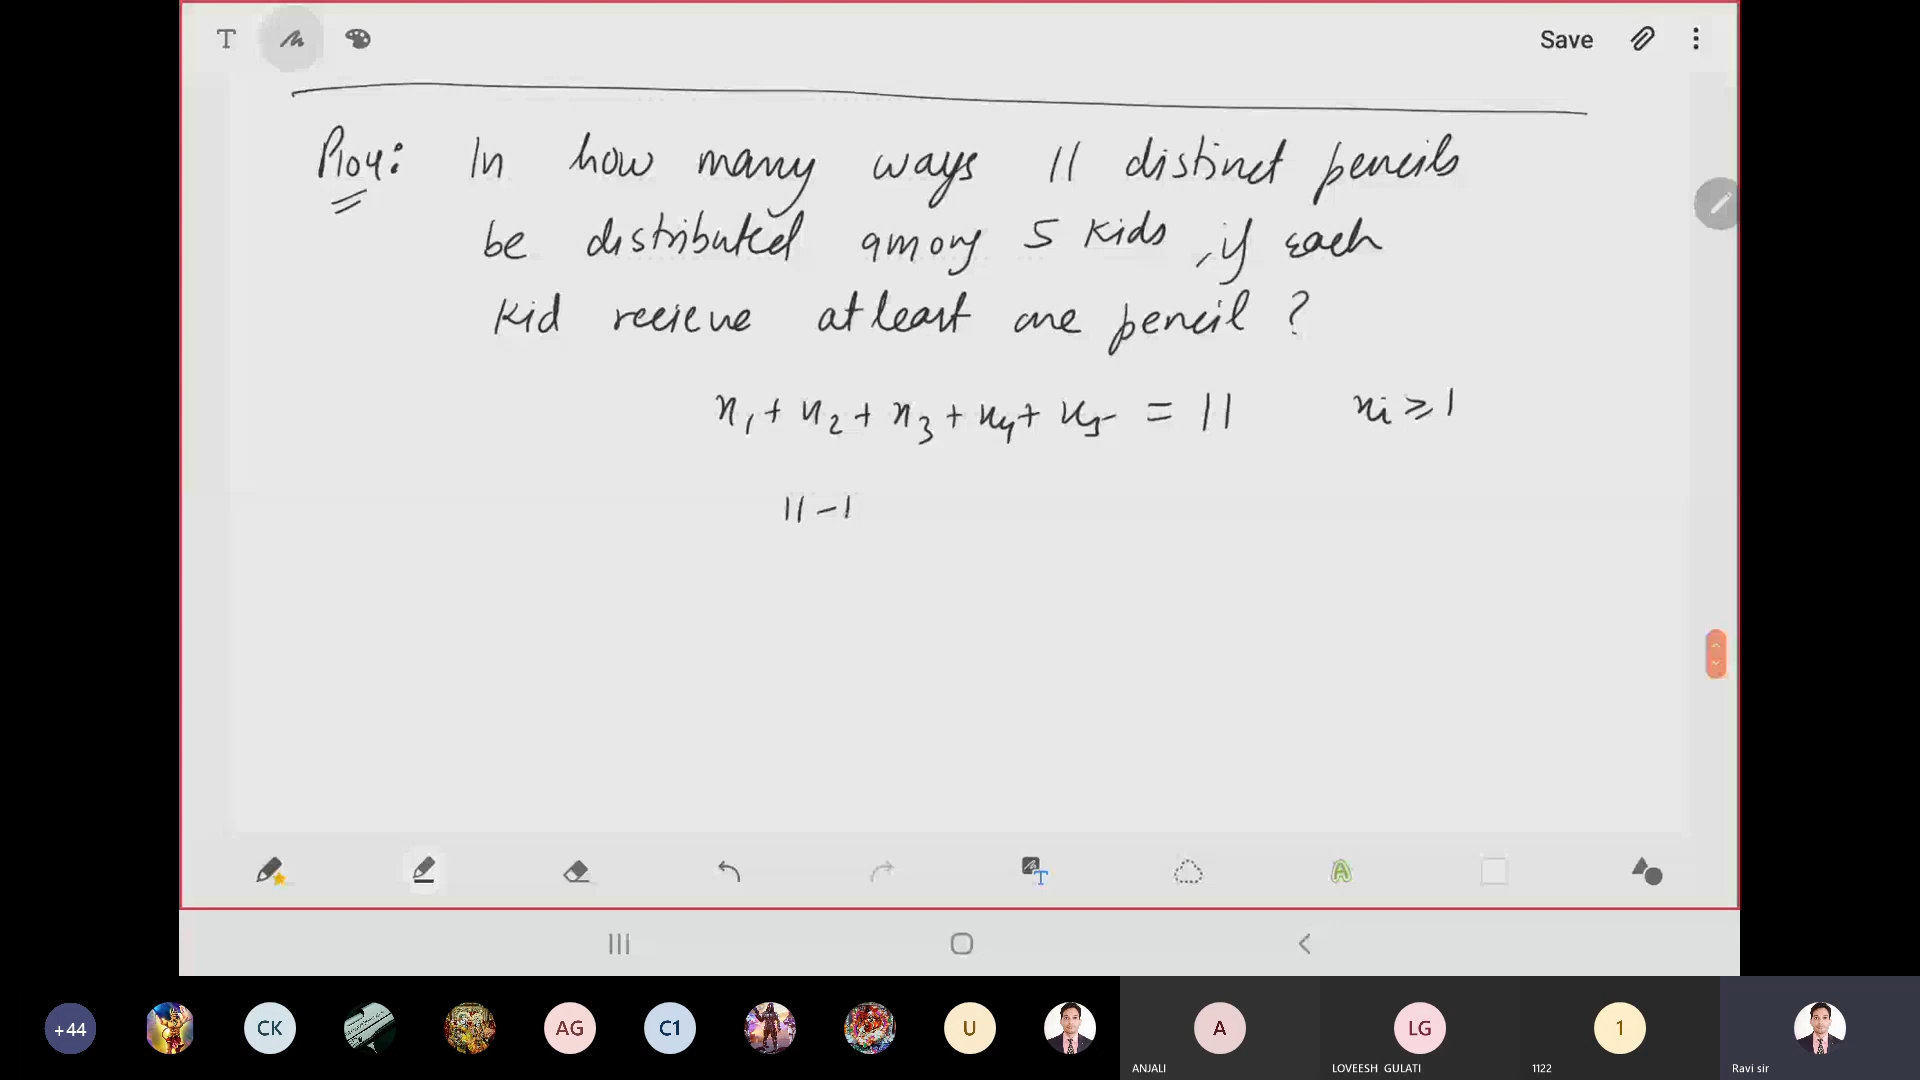 T
Save
Pro4: In how many ways 11 distinct pencils
be distributed among 5 kids, if each
kid recieve atleast one pencil ?
x₁ + x₂ + x₃ + x₄ + x₅ = 11 xi ≥ 1
11 - 1
T
A
+44
CK
AG
C1
U
A
LG
1
ANJALI
LOVEESH GULATI
1122
Ravi sir